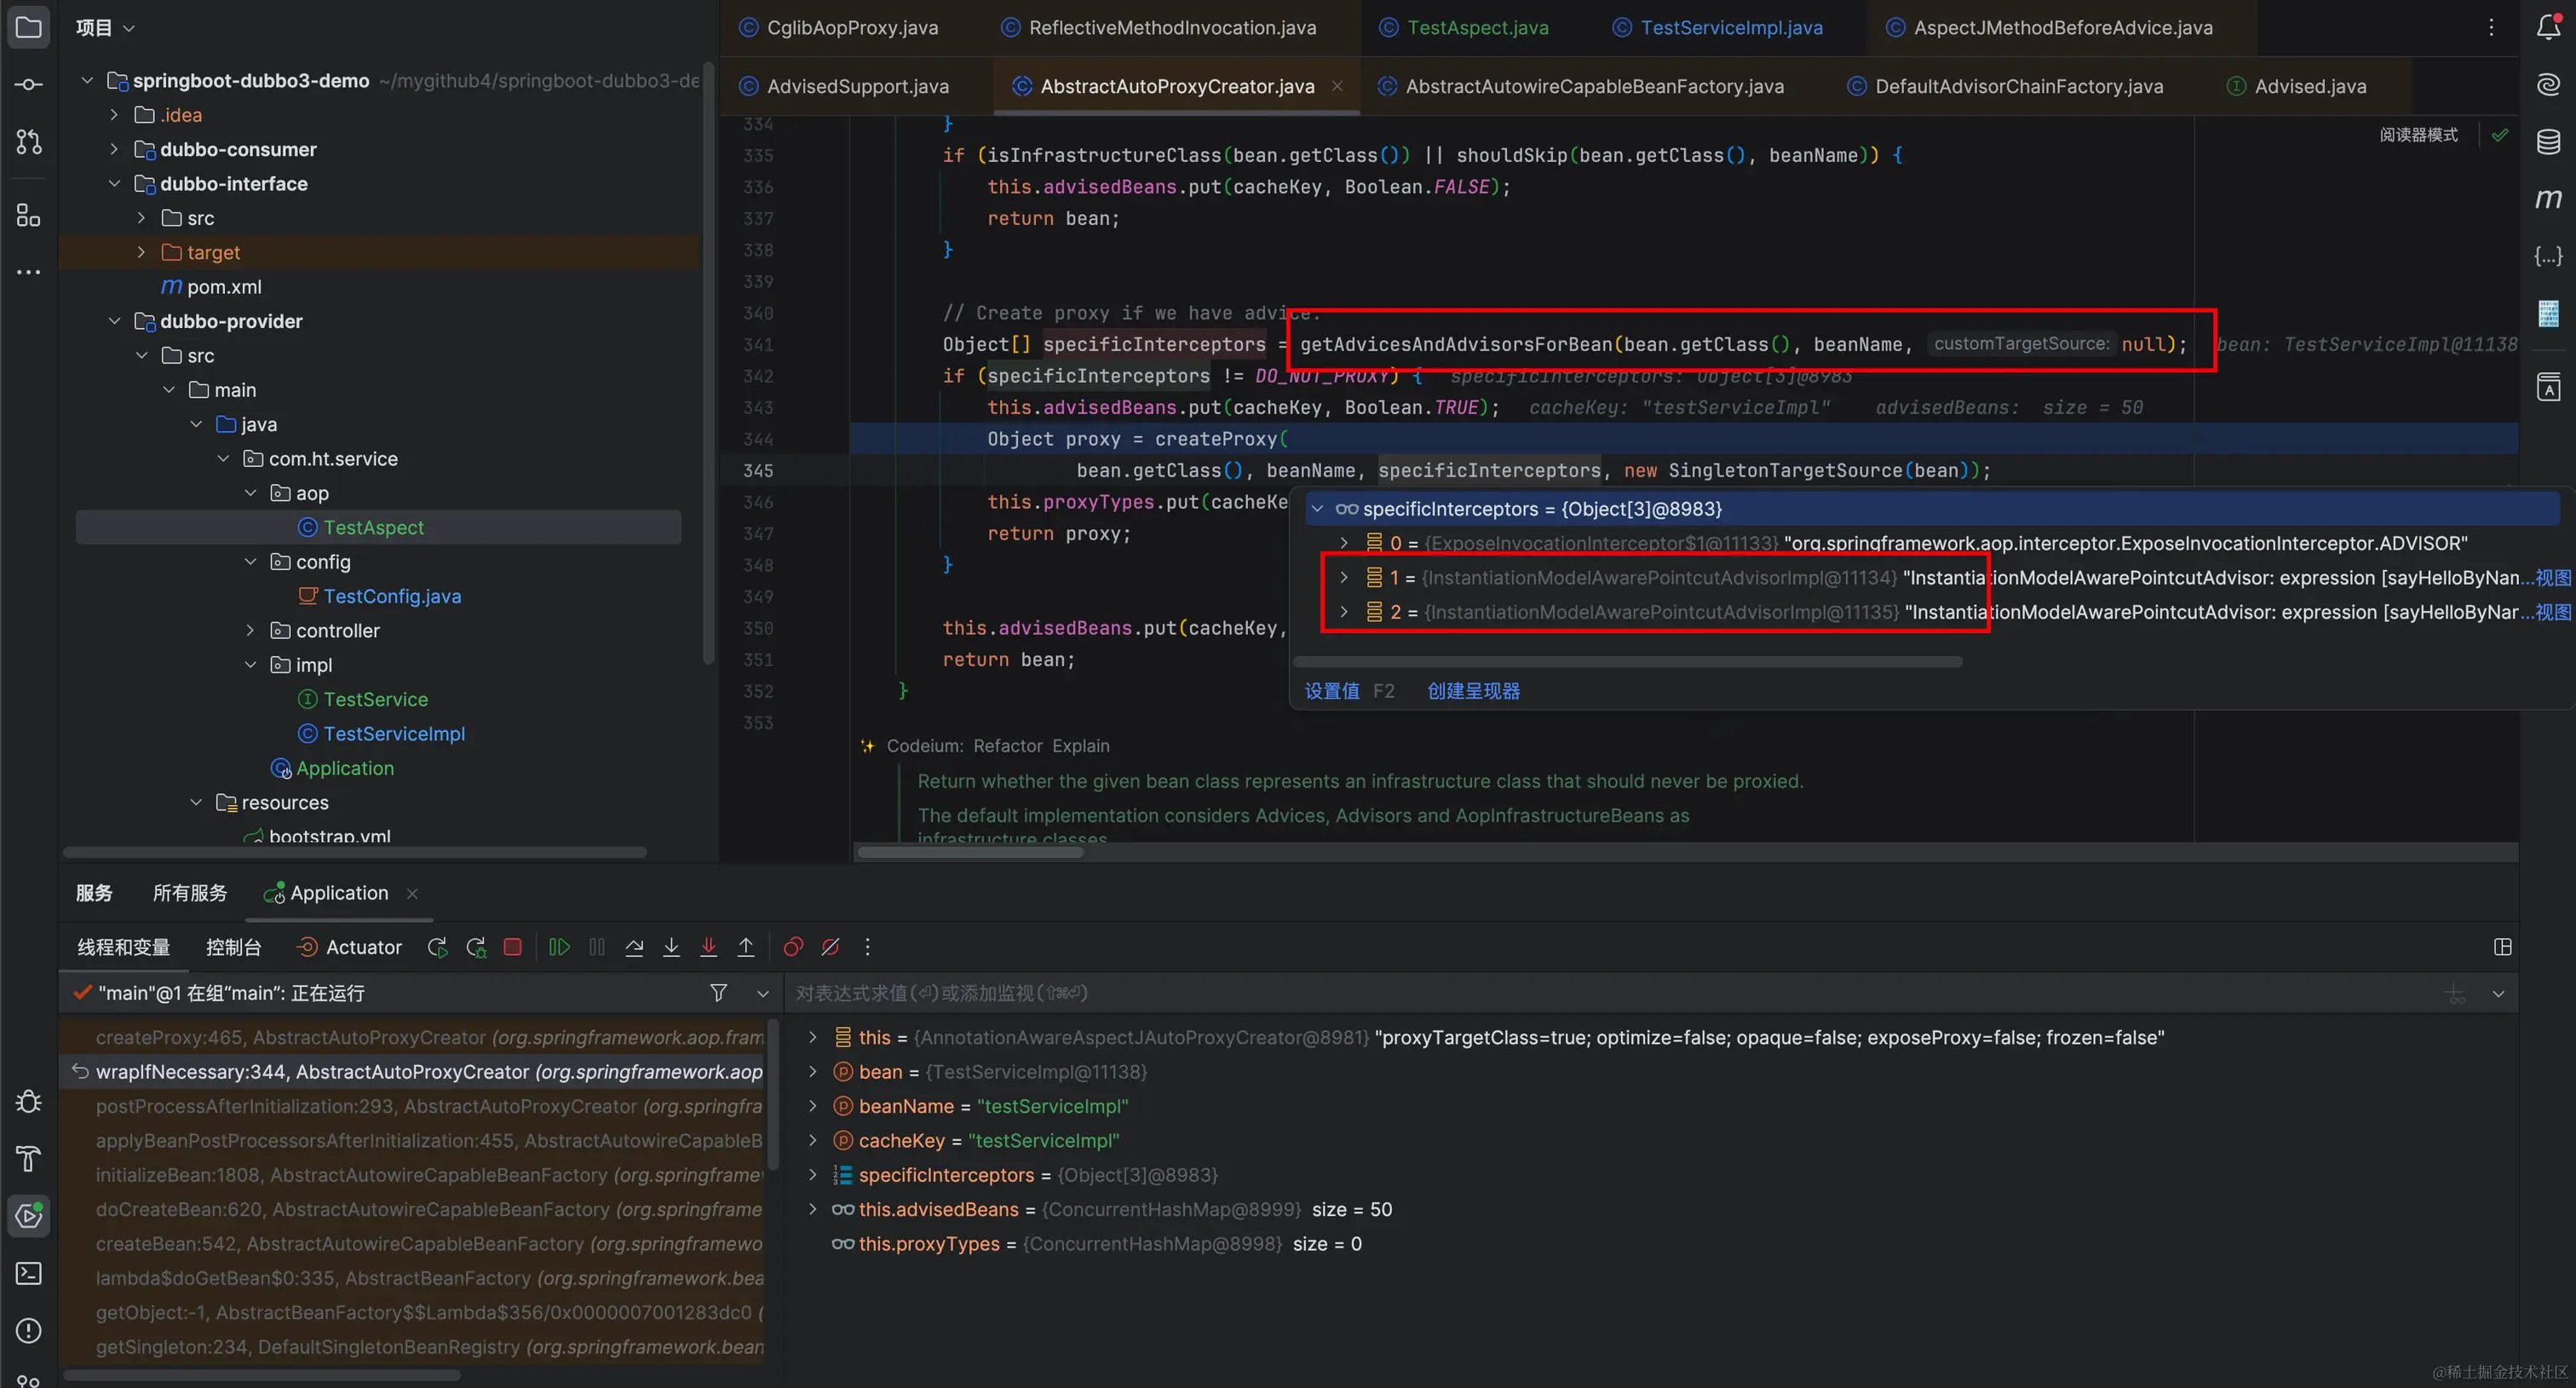 项目
springboot-dubbo3-demo ~/mygithub4/springboot-dubbo3-de
.idea
dubbo-consumer
dubbo-interface
src
target
pom.xml
dubbo-provider
src
main
java
com.ht.service
aop
TestAspect
config
TestConfig.java
controller
impl
TestService
TestServiceImpl
Application
resources
bootstrap.yml
CglibAopProxy.java ReflectiveMethodInvocation.java TestAspect.java TestServiceImpl.java AspectJMethodBeforeAdvice.java
AdvisedSupport.java AbstractAutoProxyCreator.java AbstractAutowireCapableBeanFactory.java DefaultAdvisorChainFactory.java Advised.java
阅读器模式
334 }
335 if (isInfrastructureClass(bean.getClass()) || shouldSkip(bean.getClass(), beanName)) {
336 this.advisedBeans.put(cacheKey, Boolean.FALSE);
337 return bean;
338 }
339
340 // Create proxy if we have advice.
341 Object[] specificInterceptors = getAdvicesAndAdvisorsForBean(bean.getClass(), beanName, customTargetSource: null); bean: TestServiceImpl@11138
342 if (specificInterceptors != DO_NOT_PROXY) { specificInterceptors: Object[3]@8983
343 this.advisedBeans.put(cacheKey, Boolean.TRUE); cacheKey: "testServiceImpl" advisedBeans: size = 50
344 Object proxy = createProxy(
345 bean.getClass(), beanName, specificInterceptors, new SingletonTargetSource(bean));
346 this.proxyTypes.put(cacheKe
347 return proxy;
348 }
349
350 this.advisedBeans.put(cacheKey,
351 return bean;
352 }
353
specificInterceptors = {Object[3]@8983}
0 = {ExposeInvocationInterceptor$1@11133} "org.springframework.aop.interceptor.ExposeInvocationInterceptor.ADVISOR"
1 = {InstantiationModelAwarePointcutAdvisorImpl@11134} "InstantiationModelAwarePointcutAdvisor: expression [sayHelloByNan...视图
2 = {InstantiationModelAwarePointcutAdvisorImpl@11135} "InstantiationModelAwarePointcutAdvisor: expression [sayHelloByNar...视图
设置值 F2 创建呈现器
Codeium: Refactor Explain
Return whether the given bean class represents an infrastructure class that should never be proxied.
The default implementation considers Advices, Advisors and AopInfrastructureBeans as
infrastructure classes
服务 所有服务 Application
线程和变量 控制台 Actuator
"main"@1 在组"main": 正在运行
对表达式求值(⏎)或添加监视(⇧⌘⏎)
createProxy:465, AbstractAutoProxyCreator (org.springframework.aop.fram
wrapIfNecessary:344, AbstractAutoProxyCreator (org.springframework.aop
postProcessAfterInitialization:293, AbstractAutoProxyCreator (org.springfra
applyBeanPostProcessorsAfterInitialization:455, AbstractAutowireCapableB
initializeBean:1808, AbstractAutowireCapableBeanFactory (org.springframe
doCreateBean:620, AbstractAutowireCapableBeanFactory (org.springframe
createBean:542, AbstractAutowireCapableBeanFactory (org.springframewo
lambda$doGetBean$0:335, AbstractBeanFactory (org.springframework.bea
getObject:-1, AbstractBeanFactory$$Lambda$356/0x0000007001283dc0 (
getSingleton:234, DefaultSingletonBeanRegistry (org.springframework.bean
this = {AnnotationAwareAspectJAutoProxyCreator@8981} "proxyTargetClass=true; optimize=false; opaque=false; exposeProxy=false; frozen=false"
bean = {TestServiceImpl@11138}
beanName = "testServiceImpl"
cacheKey = "testServiceImpl"
specificInterceptors = {Object[3]@8983}
this.advisedBeans = {ConcurrentHashMap@8999} size = 50
this.proxyTypes = {ConcurrentHashMap@8998} size = 0
@稀土掘金技术社区